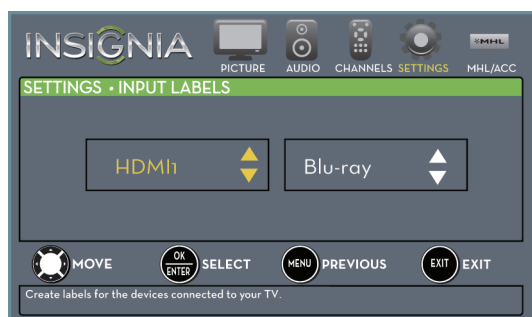 INSIGNIA
PICTURE AUDIO CHANNELS SETTINGS MHL/ACC
MHL
SETTINGS • INPUT LABELS
HDMI1 Blu-ray
MOVE OK ENTER SELECT MENU PREVIOUS EXIT EXIT
Create labels for the devices connected to your TV.